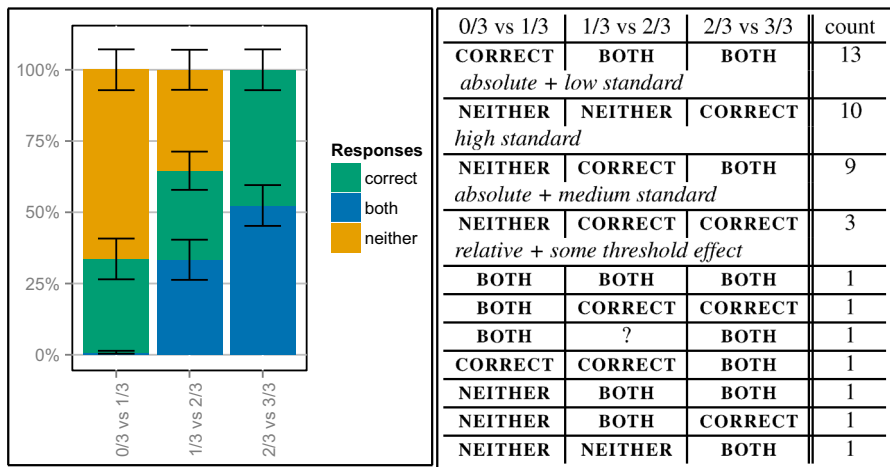 100%
75%
50%
25%
0%
0/3 vs 1/3
1/3 vs 2/3
2/3 vs 3/3
Responses
correct
both
neither
0/3 vs 1/3 1/3 vs 2/3 2/3 vs 3/3 count
CORRECT BOTH BOTH 13
absolute + low standard
NEITHER NEITHER CORRECT 10
high standard
NEITHER CORRECT BOTH 9
absolute + medium standard
NEITHER CORRECT CORRECT 3
relative + some threshold effect
BOTH BOTH BOTH 1
BOTH CORRECT CORRECT 1
BOTH ? BOTH 1
CORRECT CORRECT BOTH 1
NEITHER BOTH BOTH 1
NEITHER BOTH CORRECT 1
NEITHER NEITHER BOTH 1